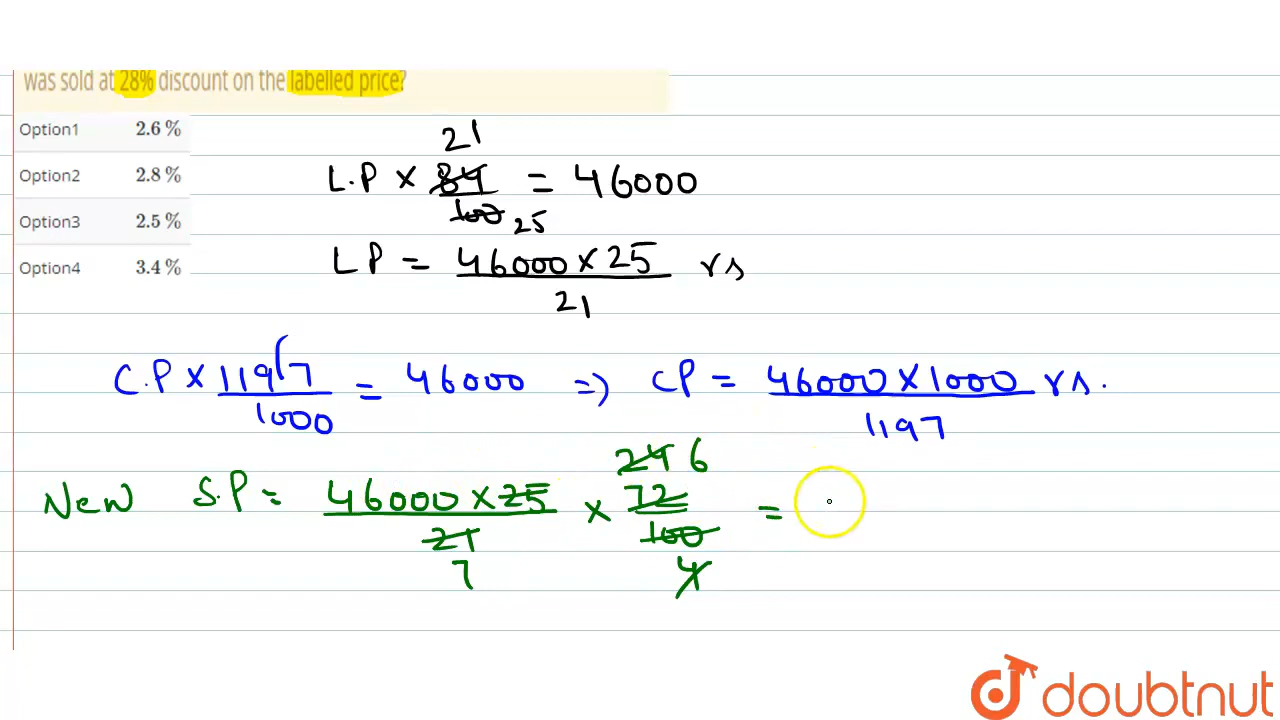 was sold at 28% discount on the labelled price?
Option1 2.6 %
Option2 2.8 %
Option3 2.5 %
Option4 3.4 %
21
L.P × 84/100 = 46000
25
LP = 46000 × 25 / 21 rs
C.P × 1197/1000 = 46000 => CP = 46000 × 1000 / 1197 rs.
24 6
New S.P = 46000 × 25 / 21 × 72/100 =
7 4
doubtnut